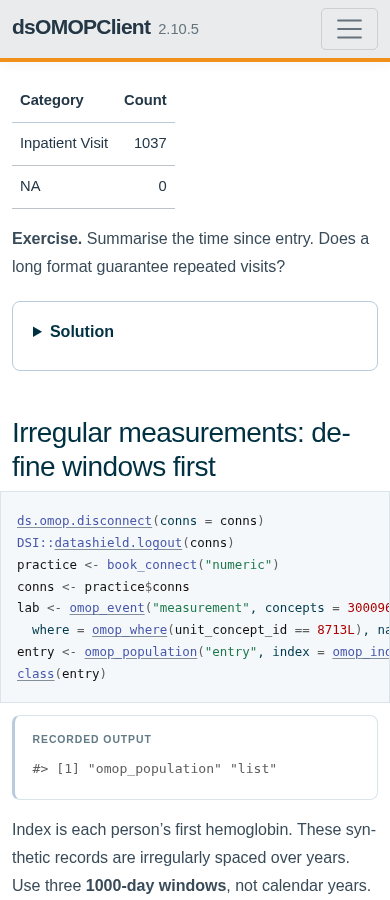 dsOMOPClient 2.10.5
Category Count
Inpatient Visit 1037
NA 0
Exercise. Summarise the time since entry. Does a
long format guarantee repeated visits?
Solution
Irregular measurements: de-
fine windows first
ds.omop.disconnect(conns = conns)
DSI::datashield.logout(conns)
practice <- book_connect("numeric")
conns <- practice$conns
lab <- omop_event("measurement", concepts = 300096
where = omop_where(unit_concept_id == 8713L), na
entry <- omop_population("entry", index = omop_ind
class(entry)
RECORDED OUTPUT
#> [1] "omop_population" "list"
Index is each person’s first hemoglobin. These syn-
thetic records are irregularly spaced over years.
Use three 1000-day windows, not calendar years.